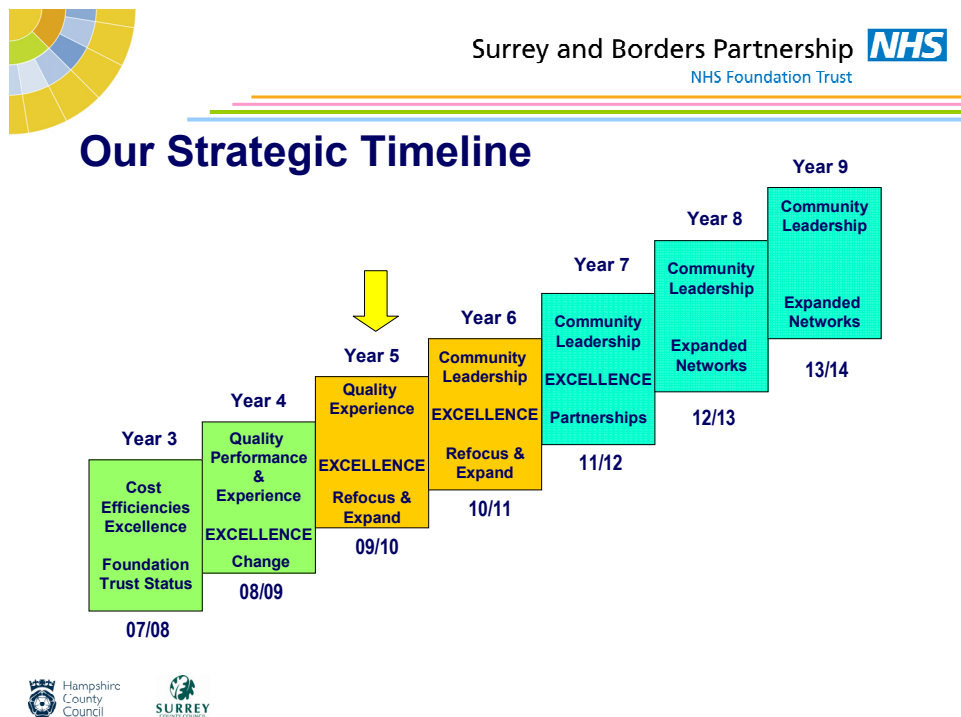 Surrey and Borders Partnership NHS
NHS Foundation Trust
Our Strategic Timeline
Year 3
Cost
Efficiencies
Excellence
Foundation
Trust Status
07/08
Year 4
Quality
Performance
&
Experience
EXCELLENCE
Change
08/09
Year 5
Quality
Experience
EXCELLENCE
Refocus &
Expand
09/10
Year 6
Community
Leadership
EXCELLENCE
Refocus &
Expand
10/11
Year 7
Community
Leadership
EXCELLENCE
Partnerships
11/12
Year 8
Community
Leadership
Expanded
Networks
12/13
Year 9
Community
Leadership
Expanded
Networks
13/14
Hampshire
County
Council
SURREY
COUNTY COUNCIL